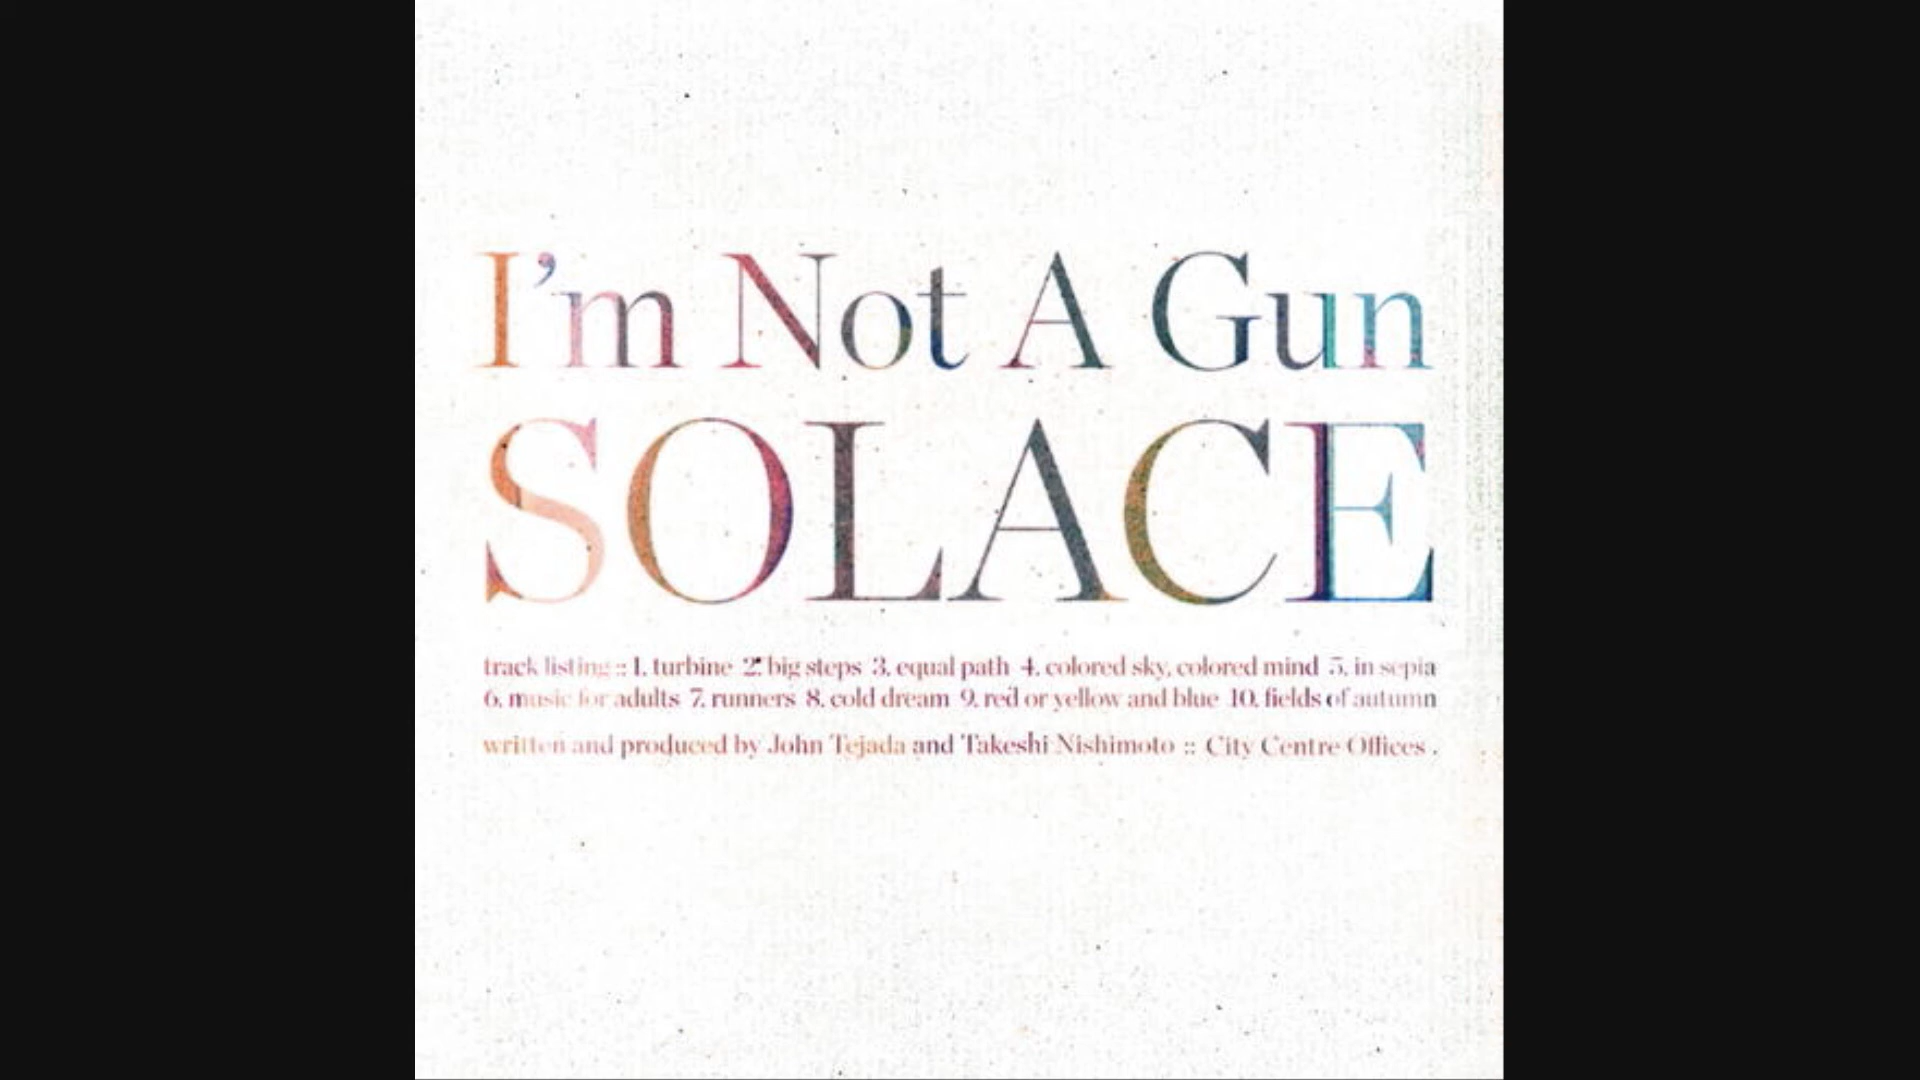 I'm Not A Gun
SOLACE
track listing :: 1. turbine 2. big steps 3. equal path 4. colored sky, colored mind 5. in sepia
6. music for adults 7. runners 8. cold dream 9. red or yellow and blue 10. fields of autumn
written and produced by John Tejada and Takeshi Nishimoto :: City Centre Offices .